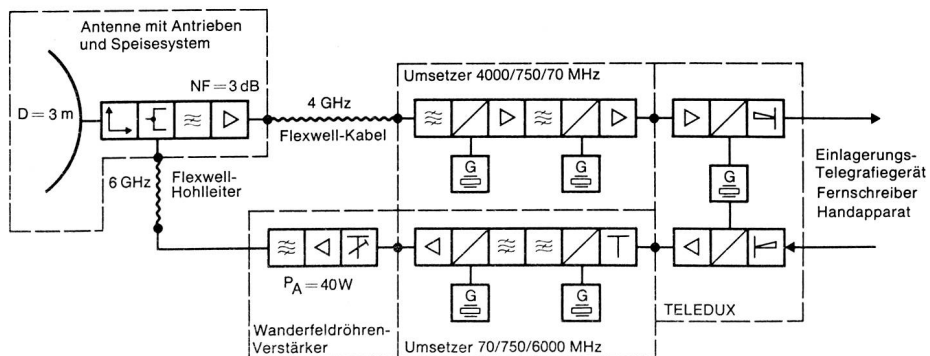 Antenne mit Antrieben
und Speisesystem
NF = 3 dB
D = 3 m
4 GHz
Flexwell-Kabel
Umsetzer 4000/750/70 MHz
G
G
G
6 GHz
Flexwell-
Hohlleiter
Einlagerungs-
Telegrafiegerät
Fernschreiber
Handapparat
P_A = 40 W
G
G
TELEDUX
Wanderfeldröhren-
Verstärker
Umsetzer 70/750/6000 MHz